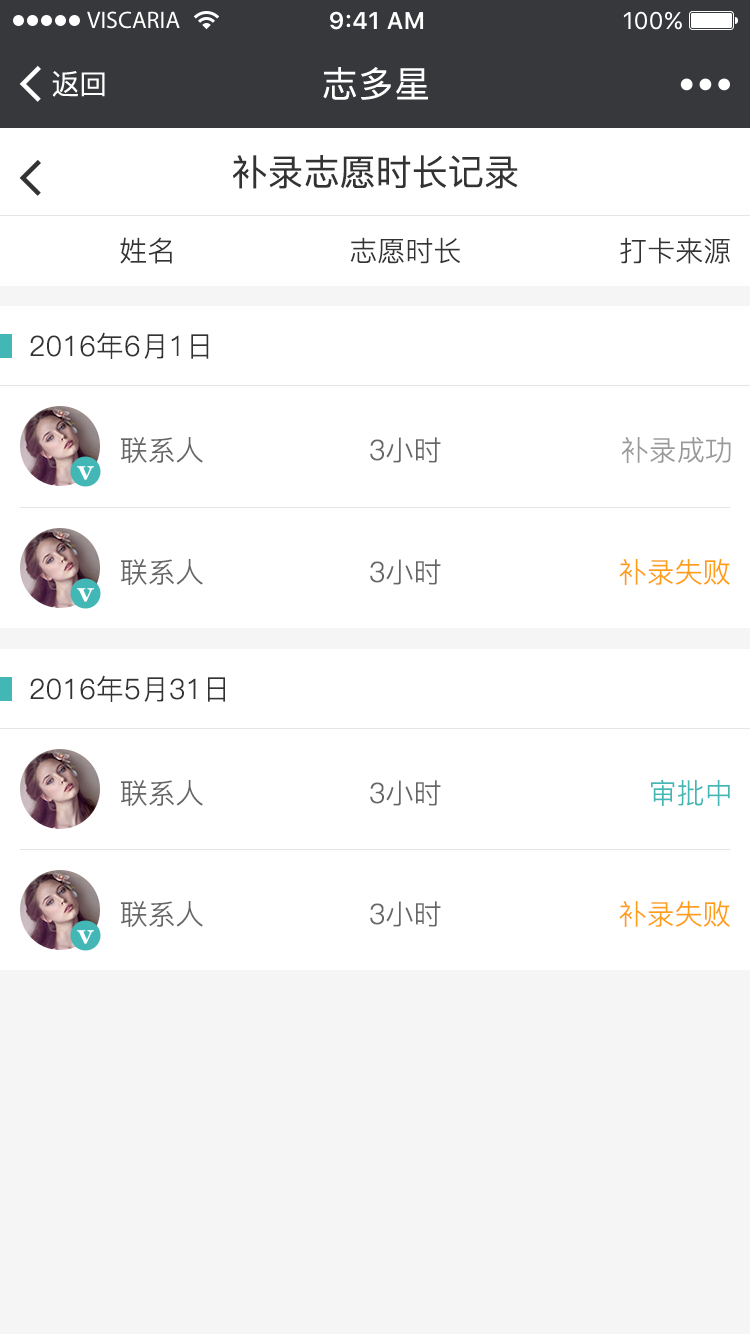 VISCARIA 9:41 AM 100%
返回 志多星
补录志愿时长记录
姓名 志愿时长 打卡来源
2016年6月1日
V
联系人 3小时 补录成功
V
联系人 3小时 补录失败
2016年5月31日
联系人 3小时 审批中
V
联系人 3小时 补录失败